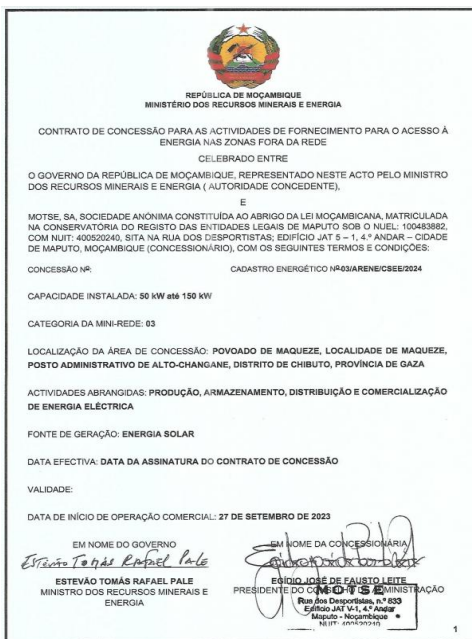 REPÚBLICA DE MOÇAMBIQUE
MINISTÉRIO DOS RECURSOS MINERAIS E ENERGIA
CONTRATO DE CONCESSÃO PARA AS ACTIVIDADES DE FORNECIMENTO PARA O ACESSO À
ENERGIA NAS ZONAS FORA DA REDE
CELEBRADO ENTRE
O GOVERNO DA REPÚBLICA DE MOÇAMBIQUE, REPRESENTADO NESTE ACTO PELO MINISTRO
DOS RECURSOS MINERAIS E ENERGIA ( AUTORIDADE CONCEDENTE),
E
MOTSE, SA, SOCIEDADE ANÓNIMA CONSTITUÍDA AO ABRIGO DA LEI MOÇAMBICANA, MATRICULADA
NA CONSERVATÓRIA DO REGISTO DAS ENTIDADES LEGAIS DE MAPUTO SOB O NUEL: 100483882,
COM NUIT: 400520240, SITA NA RUA DOS DESPORTISTAS; EDIFÍCIO JAT 5 – 1, 4.º ANDAR – CIDADE
DE MAPUTO, MOÇAMBIQUE (CONCESSIONÁRIO), COM OS SEGUINTES TERMOS E CONDIÇÕES:
CONCESSÃO Nº: CADASTRO ENERGÉTICO Nº03/ARENE/CSEE/2024
CAPACIDADE INSTALADA: 50 kW até 150 kW
CATEGORIA DA MINI-REDE: 03
LOCALIZAÇÃO DA ÁREA DE CONCESSÃO: POVOADO DE MAQUEZE, LOCALIDADE DE MAQUEZE,
POSTO ADMINISTRATIVO DE ALTO-CHANGANE, DISTRITO DE CHIBUTO, PROVÍNCIA DE GAZA
ACTIVIDADES ABRANGIDAS: PRODUÇÃO, ARMAZENAMENTO, DISTRIBUIÇÃO E COMERCIALIZAÇÃO
DE ENERGIA ELÉCTRICA
FONTE DE GERAÇÃO: ENERGIA SOLAR
DATA EFECTIVA: DATA DA ASSINATURA DO CONTRATO DE CONCESSÃO
VALIDADE:
DATA DE INÍCIO DE OPERAÇÃO COMERCIAL: 27 DE SETEMBRO DE 2023
EM NOME DO GOVERNO EM NOME DA CONCESSIONÁRIA
Estevão Tomás Rafael Pale
ESTEVÃO TOMÁS RAFAEL PALE EGÍDIO JOSÉ DE FAUSTO LEITE
MINISTRO DOS RECURSOS MINERAIS E PRESIDENTE DO CONSELHO DE ADMINISTRAÇÃO
ENERGIA
MOTSE
Rua dos Desportistas, n.º 833
Edifício JAT V-1, 4.º Andar
Maputo - Moçambique
NUIT: 400520240
1